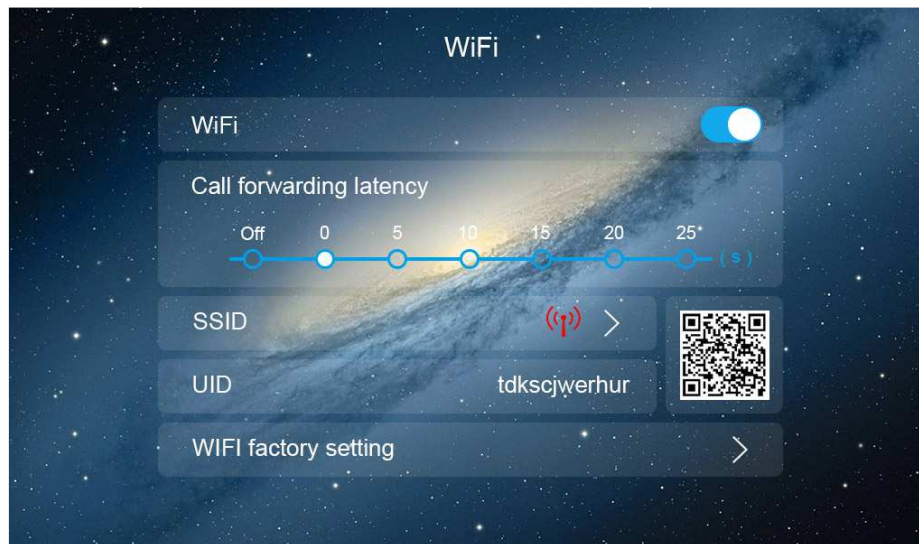 WiFi
WiFi
Call forwarding latency
Off 0 5 10 15 20 25
( s )
SSID
UID tdkscjwerhur
WIFI factory setting